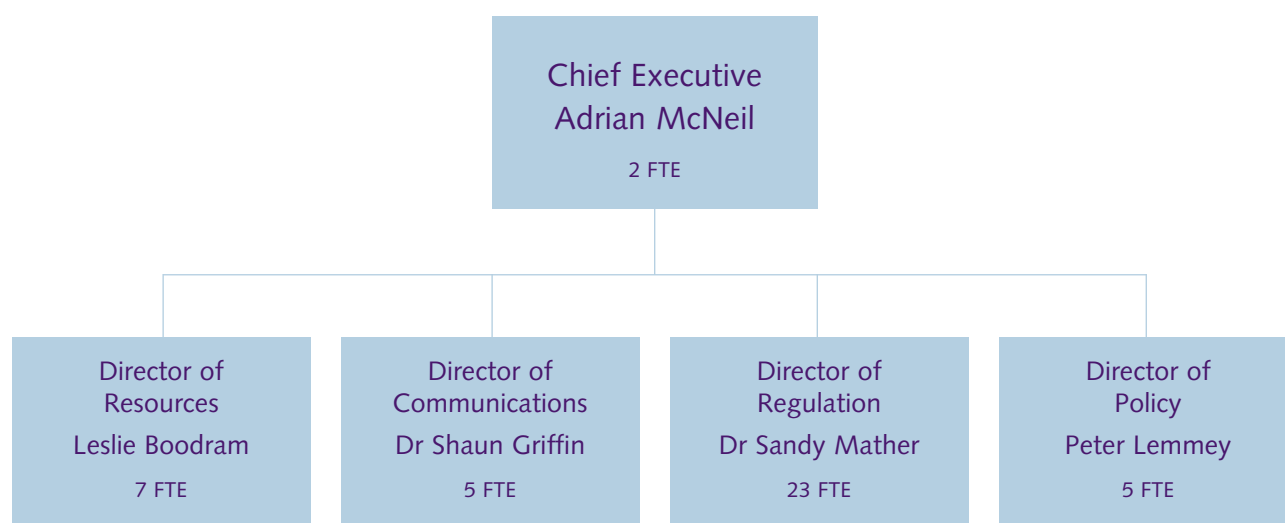 Chief Executive
Adrian McNeil
2 FTE
Director of
Resources
Leslie Boodram
7 FTE
Director of
Communications
Dr Shaun Griffin
5 FTE
Director of
Regulation
Dr Sandy Mather
23 FTE
Director of
Policy
Peter Lemmey
5 FTE